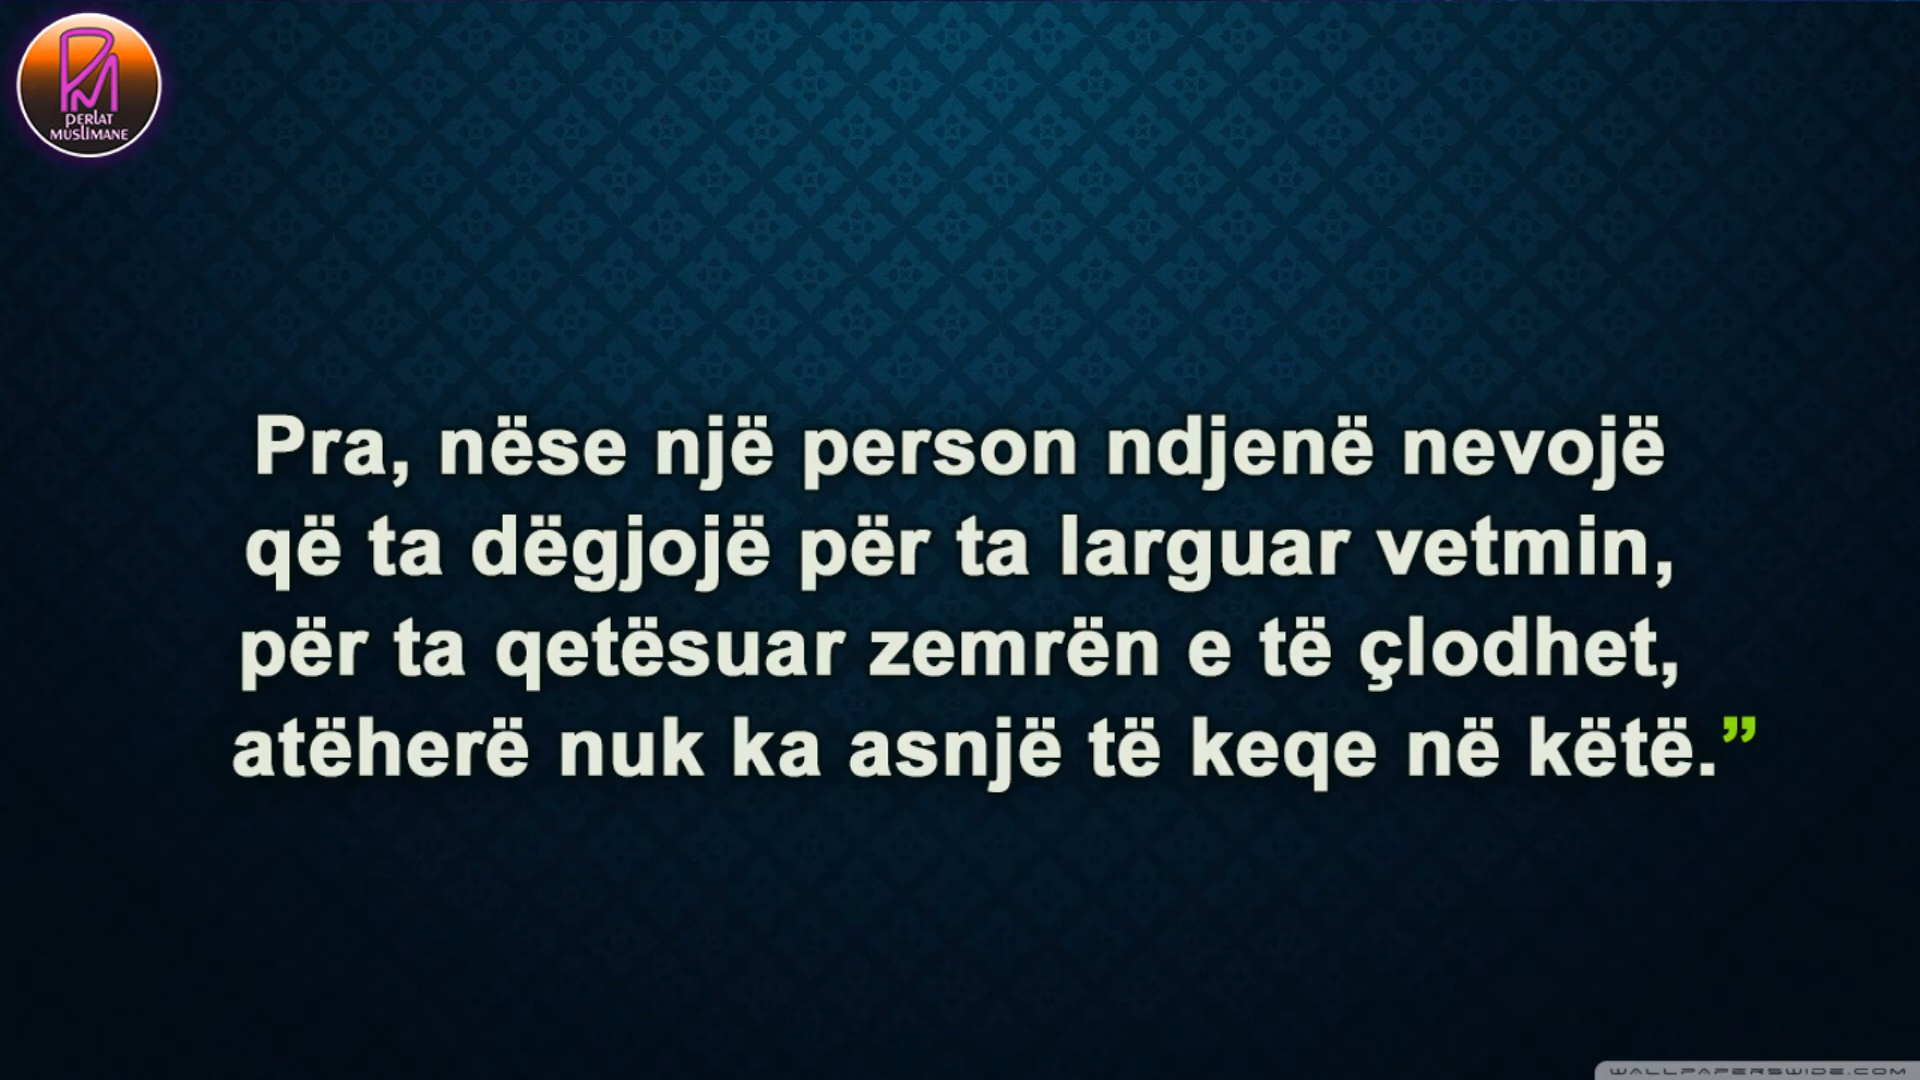 PERLAT
MUSLIMANE
Pra, nëse një person ndjenë nevojë
që ta dëgjojë për ta larguar vetmin,
për ta qetësuar zemrën e të çlodhet,
atëherë nuk ka asnjë të keqe në këtë.”
WALLPAPERSWIDE.COM